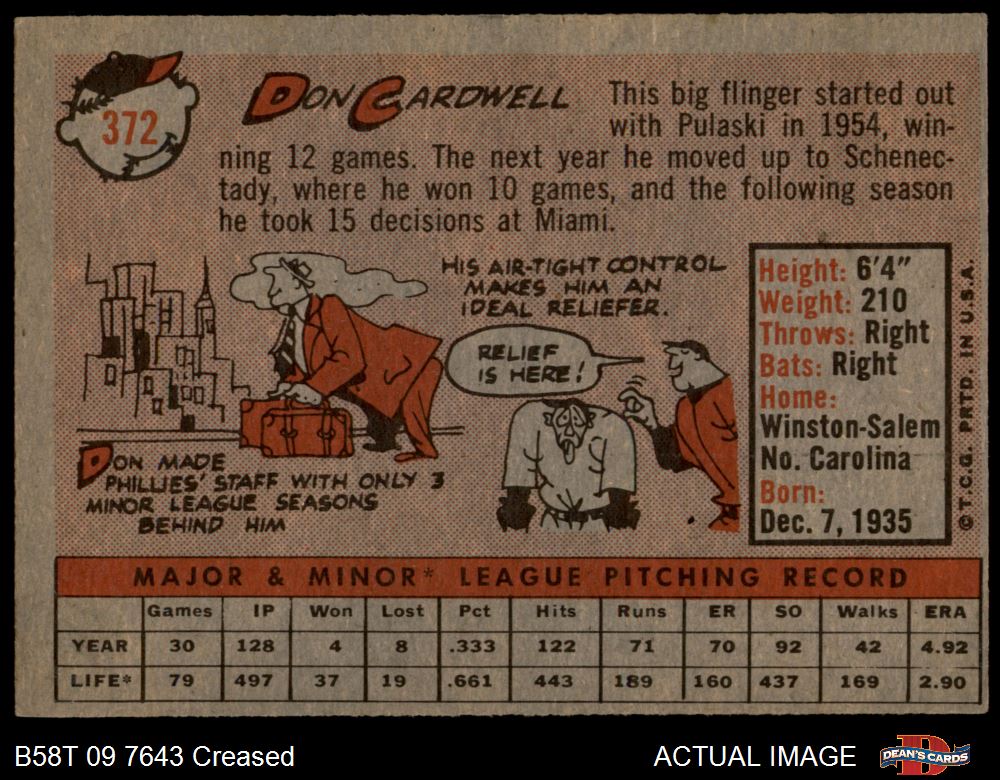 372
DON CARDWELL
This big flinger started out
with Pulaski in 1954, win-
ning 12 games. The next year he moved up to Schenec-
tady, where he won 10 games, and the following season
he took 15 decisions at Miami.
HIS AIR-TIGHT CONTROL
MAKES HIM AN
IDEAL RELIEFER.
RELIEF
IS HERE!
DON MADE
PHILLIES' STAFF WITH ONLY 3
MINOR LEAGUE SEASONS
BEHIND HIM
Height: 6'4"
Weight: 210
Throws: Right
Bats: Right
Home:
Winston-Salem
No. Carolina
Born:
Dec. 7, 1935
© T.C.G. PRTD. IN U.S.A.
MAJOR & MINOR* LEAGUE PITCHING RECORD
Games IP Won Lost Pct Hits Runs ER SO Walks ERA
YEAR 30 128 4 8 .333 122 71 70 92 42 4.92
LIFE* 79 497 37 19 .661 443 189 160 437 169 2.90
B58T 09 7643 Creased
ACTUAL IMAGE
D
DEAN'S CARDS